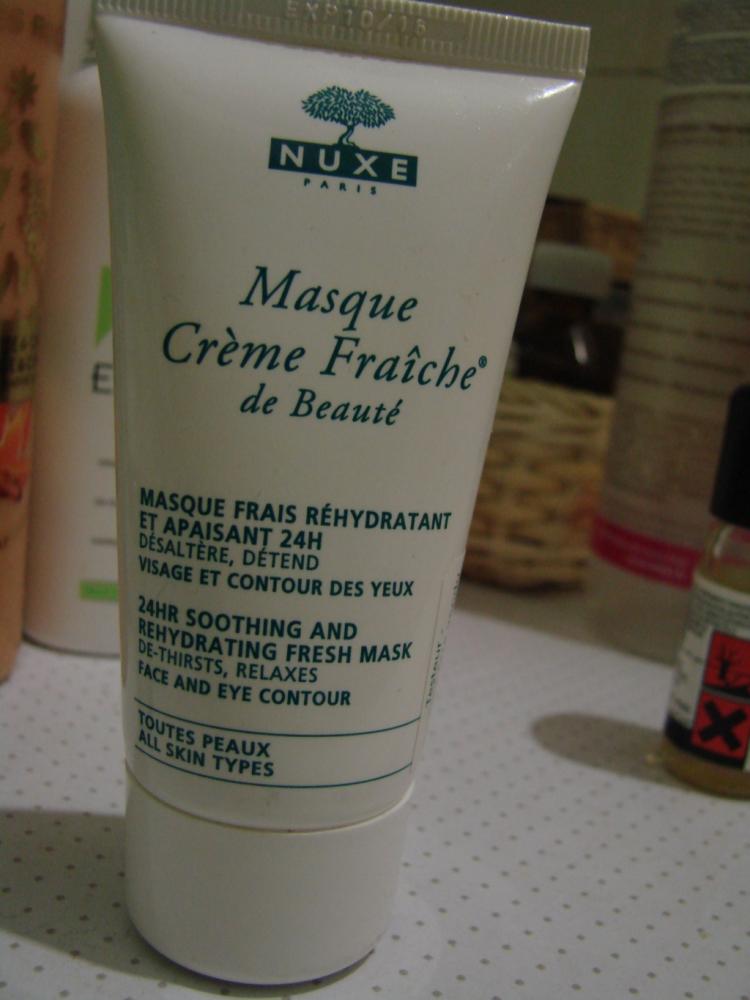 EXP10/16
NUXE
PARIS
Masque
Crème Fraîche®
de Beauté
MASQUE FRAIS RÉHYDRATANT
ET APAISANT 24H
DÉSALTÈRE, DÉTEND
VISAGE ET CONTOUR DES YEUX
24HR SOOTHING AND
REHYDRATING FRESH MASK
DE-THIRSTS, RELAXES
FACE AND EYE CONTOUR
TOUTES PEAUX
ALL SKIN TYPES